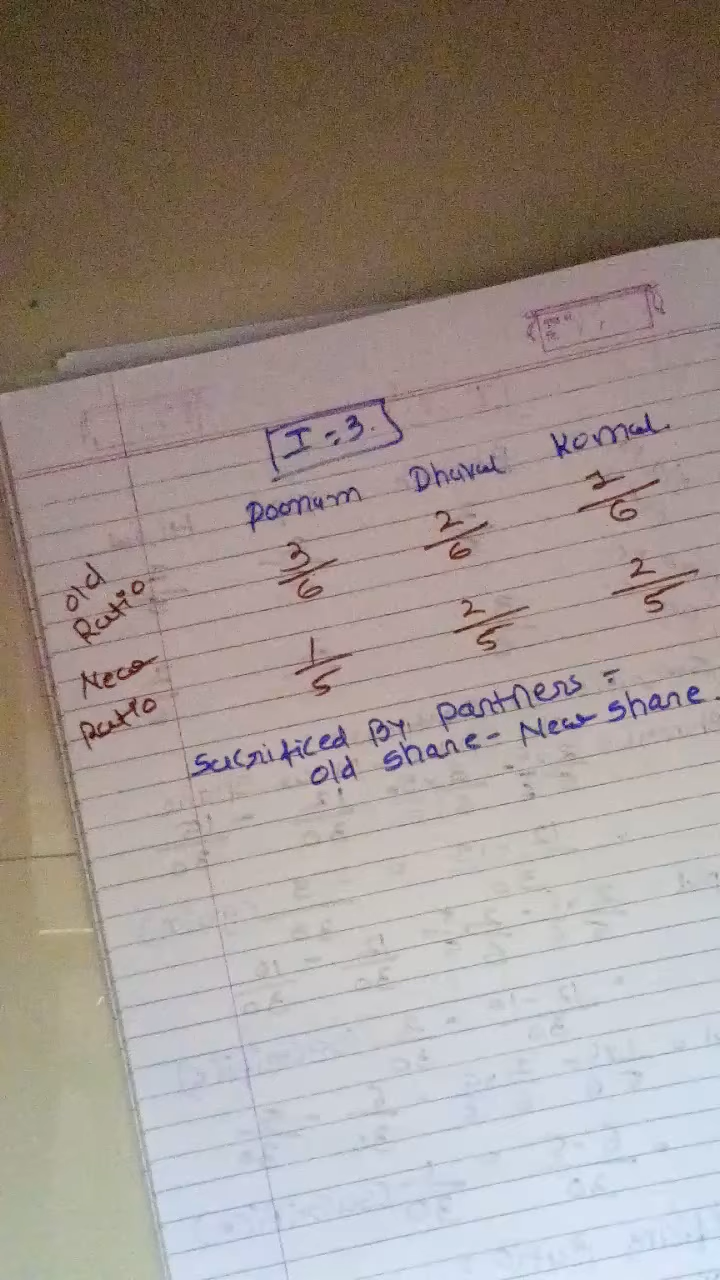 I = 3.
Poonam Dhaval Komal
Old Ratio 3/6 2/6 1/6
New Ratio 1/5 2/5 2/5
Sacrificed By partners =
old share - New share